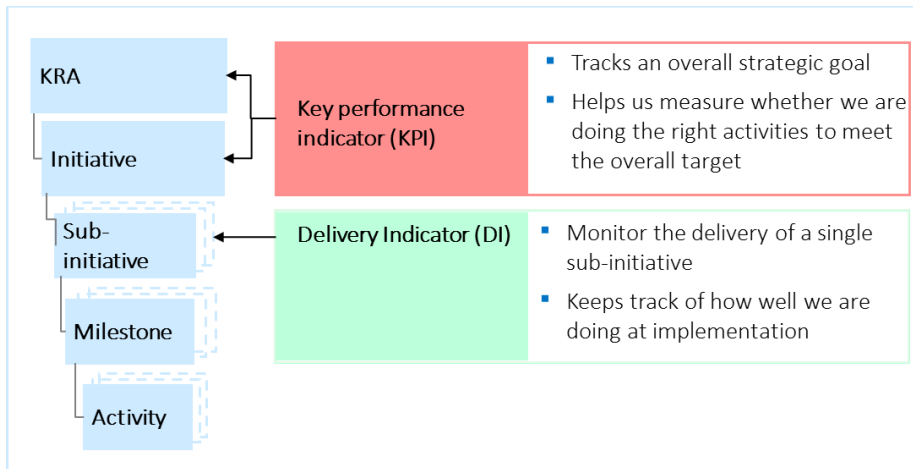 KRA
Initiative
Sub-
initiative
Milestone
Activity
Key performance
indicator (KPI)
▪ Tracks an overall strategic goal
▪ Helps us measure whether we are
doing the right activities to meet
the overall target
Delivery Indicator (DI)
▪ Monitor the delivery of a single
sub-initiative
▪ Keeps track of how well we are
doing at implementation